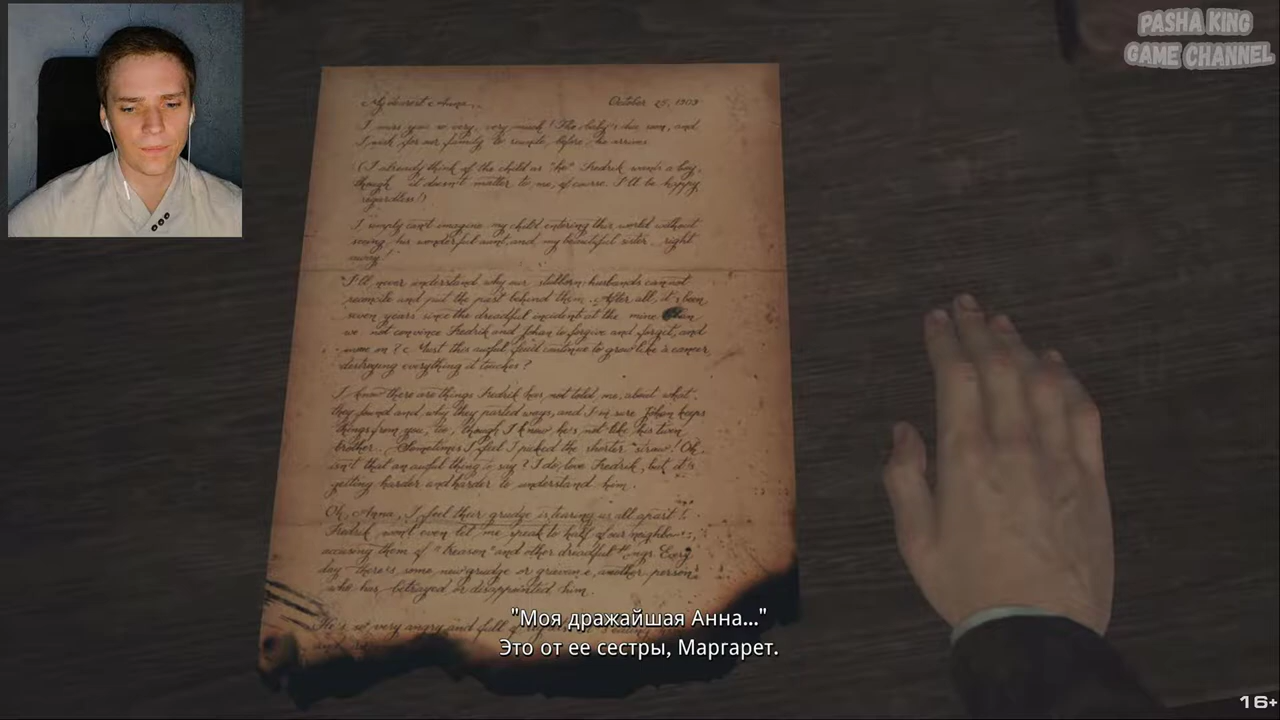 PASHA KING
GAME CHANNEL
October 25, 1909
I miss you so very, very much! The baby's due soon, and
I wish for our family to reunite before he arrives.
(I already think of the child as "he". Fredrik wants a boy,
though it doesn't matter to me, of course. I'll be happy
regardless!)
I simply can't imagine my child entering this world without
seeing his wonderful aunt, and my beautiful sister, right
away!
I'll never understand why our stubborn husbands cannot
reconcile and put the past behind them. After all, it's been
seven years since the dreadful incident at the mine.
we not convince Fredrik and Johan to forgive and forget, and
move on? Must this awful feud continue to grow like a cancer
destroying everything it touches?
I know there are things Fredrik has not told me, about what
they found and why they parted ways, and I'm sure Johan keeps
things from you, too, though I know he's not like his twin
brother. Sometimes I feel I picked the shorter straw! Oh,
isn't that an awful thing to say? I do love Fredrik, but it's
getting harder and harder to understand him.
Oh, Anna, I feel their grudge is tearing us all apart!
Fredrik won't even let me speak to half of our neighbors,
accusing them of "treason" and other dreadful things. Every
day there's some new grudge or grievance, another person
who has betrayed or disappointed him.
He's so very angry and full of
"Моя дражайшая Анна..."
Это от ее сестры, Маргарет.
16+